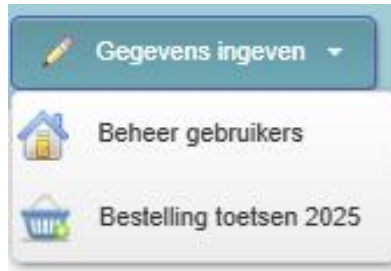 Gegevens ingeven
Beheer gebruikers
Bestelling toetsen 2025